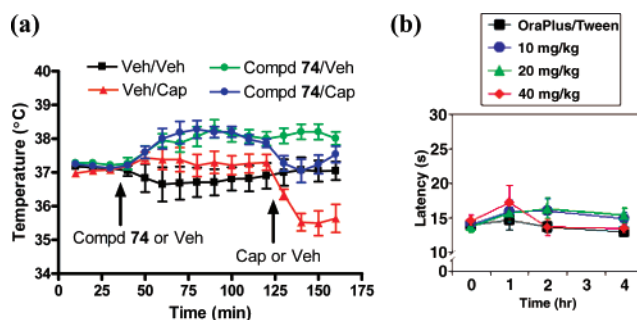 (a)
Veh/Veh
Compd 74/Veh
Veh/Cap
Compd 74/Cap
Temperature (°C)
40
39
38
37
36
35
34
0
25
50
75
100
125
150
175
Compd 74 or Veh
Cap or Veh
Time (min)
(b)
OraPlus/Tween
10 mg/kg
20 mg/kg
40 mg/kg
Latency (s)
30
25
20
15
10
0
0
1
2
3
4
Time (hr)